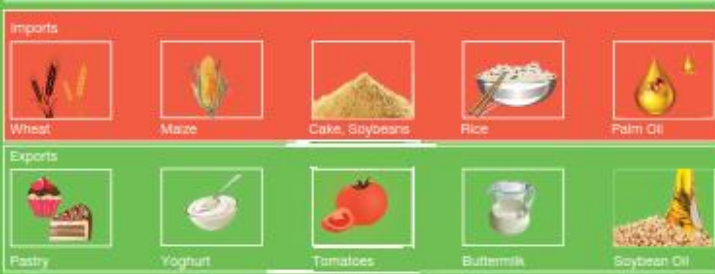 Imports
Wheat
Maize
Cake, Soybeans
Rice
Palm Oil
Exports
Pastry
Yoghurt
Tomatoes
Buttermilk
Soybean Oil